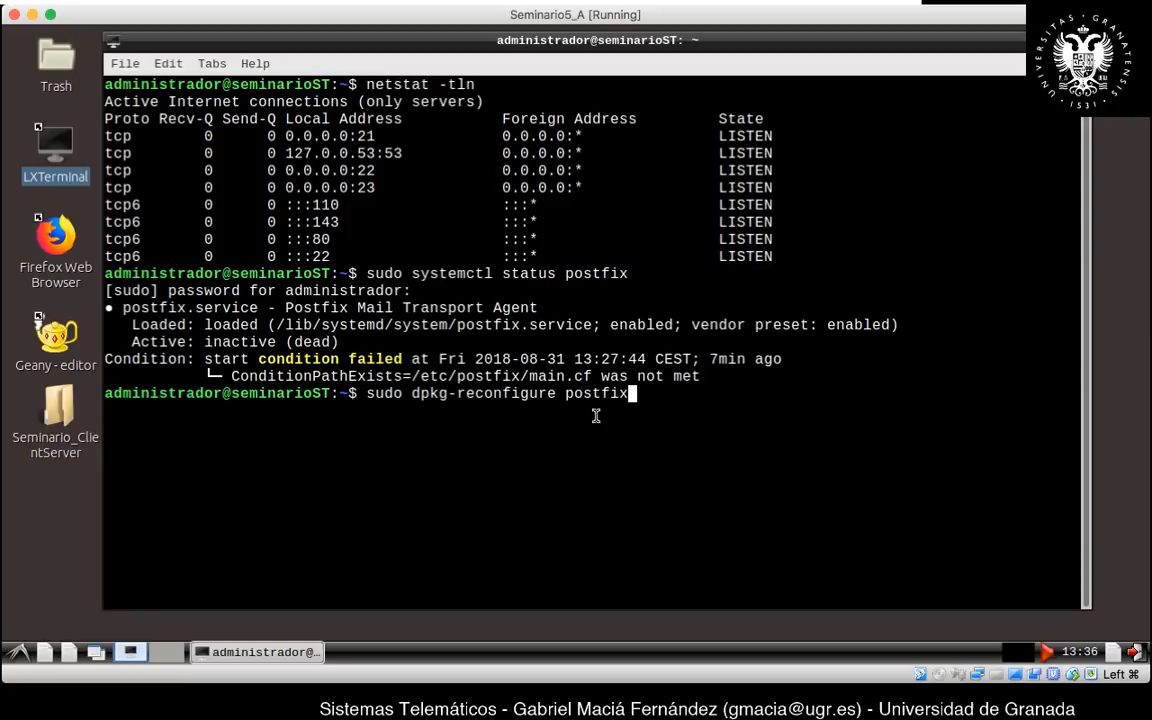 Seminario5_A [Running]
UNIVERSITAS GRANATENSIS 1531
administrador@seminarioST: ~
File Edit Tabs Help
administrador@seminarioST:~$ netstat -tln
Active Internet connections (only servers)
Proto Recv-Q Send-Q Local Address Foreign Address State
tcp 0 0 0.0.0.0:21 0.0.0.0:* LISTEN
tcp 0 0 127.0.0.53:53 0.0.0.0:* LISTEN
tcp 0 0 0.0.0.0:22 0.0.0.0:* LISTEN
tcp 0 0 0.0.0.0:23 0.0.0.0:* LISTEN
tcp6 0 0 :::110 :::* LISTEN
tcp6 0 0 :::143 :::* LISTEN
tcp6 0 0 :::80 :::* LISTEN
tcp6 0 0 :::22 :::* LISTEN
administrador@seminarioST:~$ sudo systemctl status postfix
[sudo] password for administrador:
● postfix.service - Postfix Mail Transport Agent
Loaded: loaded (/lib/systemd/system/postfix.service; enabled; vendor preset: enabled)
Active: inactive (dead)
Condition: start condition failed at Fri 2018-08-31 13:27:44 CEST; 7min ago
└─ ConditionPathExists=/etc/postfix/main.cf was not met
administrador@seminarioST:~$ sudo dpkg-reconfigure postfix
Trash
LXTerminal
Firefox Web
Browser
Geany - editor
Seminario_Clie
ntServer
administrador@...
13:36
Left ⌘
Sistemas Telemáticos - Gabriel Maciá Fernández (gmacia@ugr.es) - Universidad de Granada